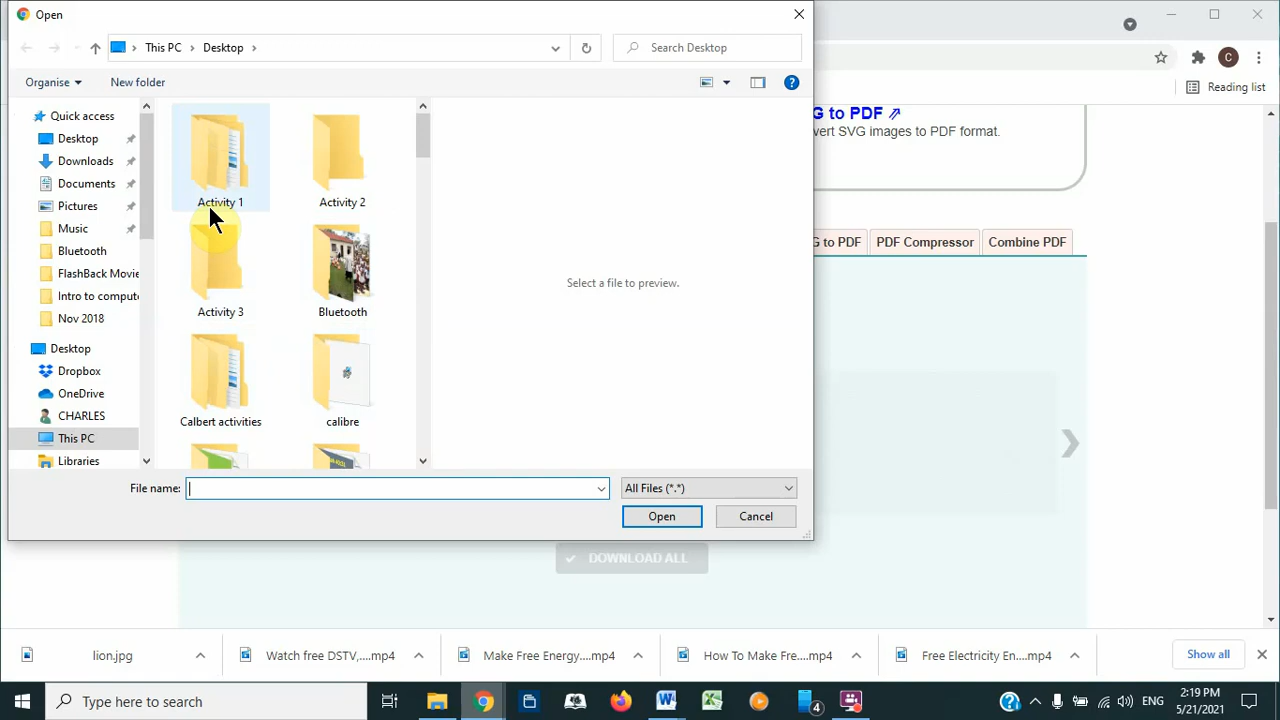 Open
This PC
Desktop
Search Desktop
Organise
New folder
Reading list
Quick access
Desktop
Downloads
Documents
Pictures
Music
Bluetooth
FlashBack Movie
Intro to compute
Nov 2018
Desktop
Dropbox
OneDrive
CHARLES
This PC
Libraries
Activity 1
Activity 2
Activity 3
Bluetooth
Calbert activities
calibre
Select a file to preview.
File name:
All Files (*.*)
Open
Cancel
C
G to PDF
vert SVG images to PDF format.
G to PDF
PDF Compressor
Combine PDF
DOWNLOAD ALL
lion.jpg
Watch free DSTV,....mp4
Make Free Energy....mp4
How To Make Fre....mp4
Free Electricity En....mp4
Show all
Type here to search
4
ENG
2:19 PM
5/21/2021